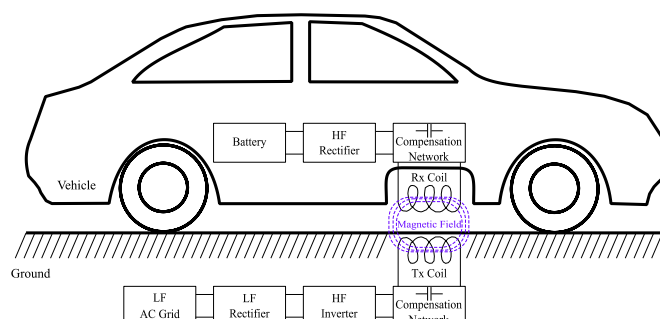 Battery
HF
Rectifier
Compensation
Network
Vehicle
Rx Coil
Magnetic Field
Ground
Tx Coil
LF
AC Grid
LF
Rectifier
HF
Inverter
Compensation
Network